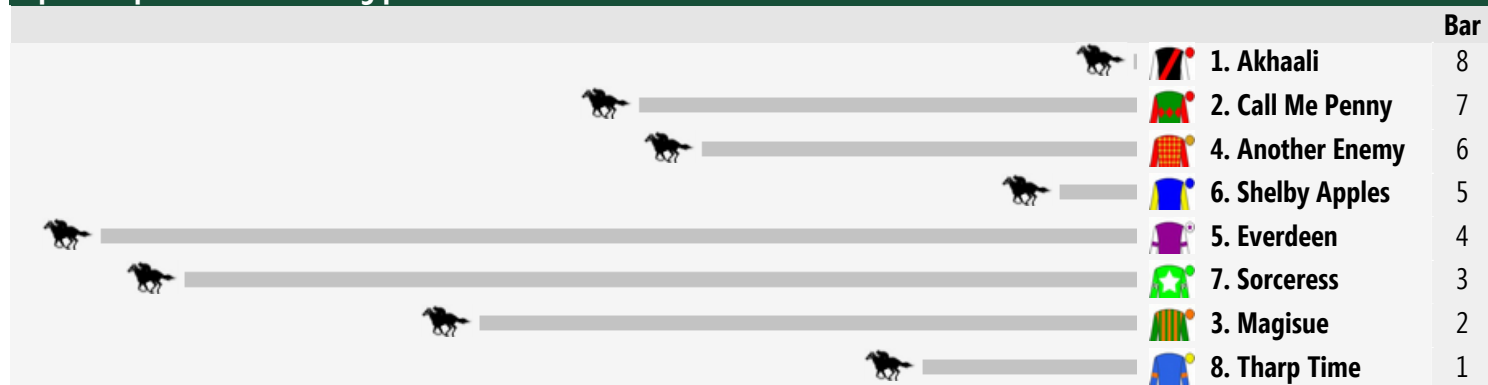 Bar
1. Akhaali 8
2. Call Me Penny 7
4. Another Enemy 6
6. Shelby Apples 5
5. Everdeen 4
7. Sorceress 3
3. Magisue 2
8. Tharp Time 1